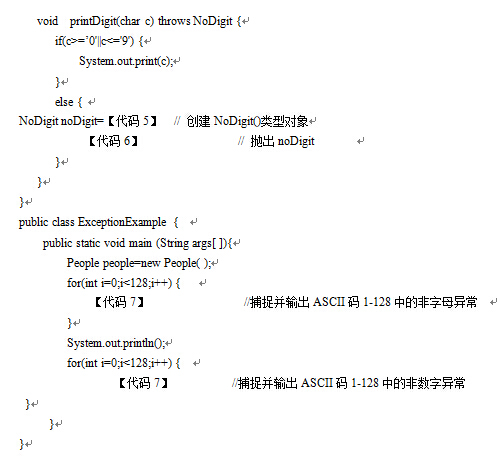 void printDigit(char c) throws NoDigit {↵
if(c>='0'||c<='9') {↵
System.out.print(c);↵
}↵
else { ↵
NoDigit noDigit=【代码 5】 // 创建 NoDigit()类型对象↵
【代码 6】 // 抛出 noDigit ↵
}↵
}↵
}↵
public class ExceptionExample { ↵
public static void main (String args[ ]){↵
People people=new People( );↵
for(int i=0;i<128;i++) { ↵
【代码 7】 //捕捉并输出 ASCII 码 1-128 中的非字母异常 ↵
}↵
System.out.println();↵
for(int i=0;i<128;i++) { ↵
【代码 7】 //捕捉并输出 ASCII 码 1-128 中的非数字异常
}↵
}↵
}↵